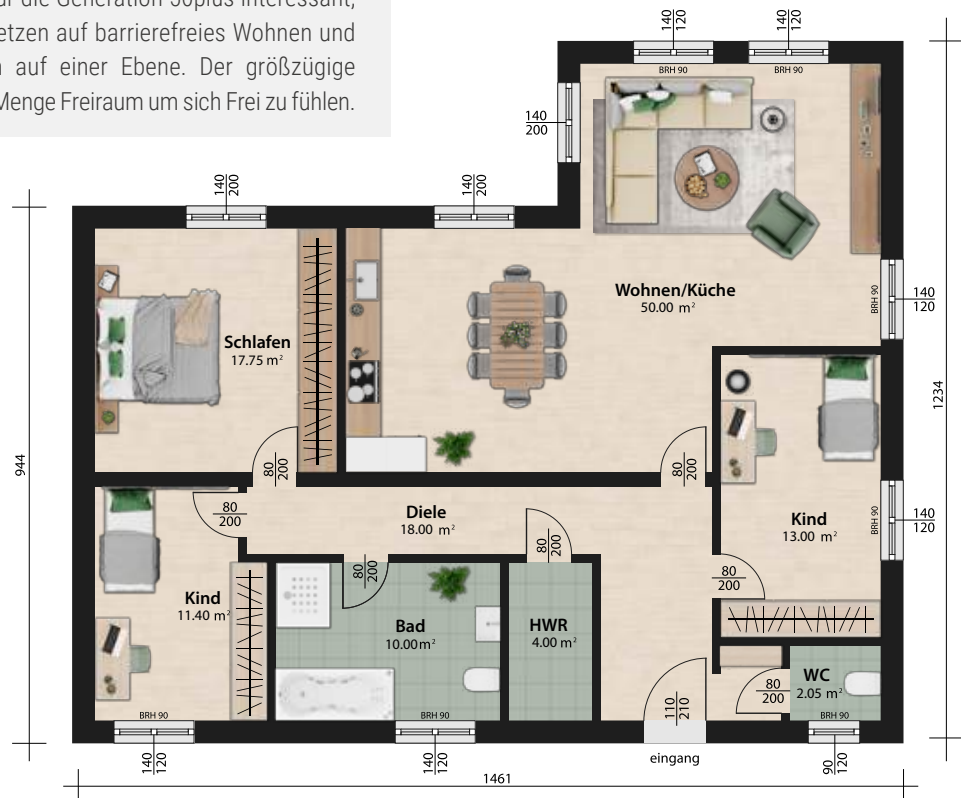 für die Generation 50plus interessant,
etzen auf barrierefreies Wohnen und
auf einer Ebene. Der großzügige
Menge Freiraum um sich Frei zu fühlen.
140
120
140
120
BRH 90
BRH 90
140
200
140
200
140
200
Wohnen/Küche
50.00 m²
BRH 90
140
120
Schlafen
17.75 m²
1234
944
80
200
80
200
80
200
Diele
18.00 m²
80
200
BRH 90
140
120
Kind
13.00 m²
80
200
80
200
Kind
11.40 m²
Bad
10.00m²
HWR
4.00 m²
WC
2.05 m²
80
200
110
210
BRH 90
BRH 90
BRH 90
140
120
140
120
eingang
90
120
1461